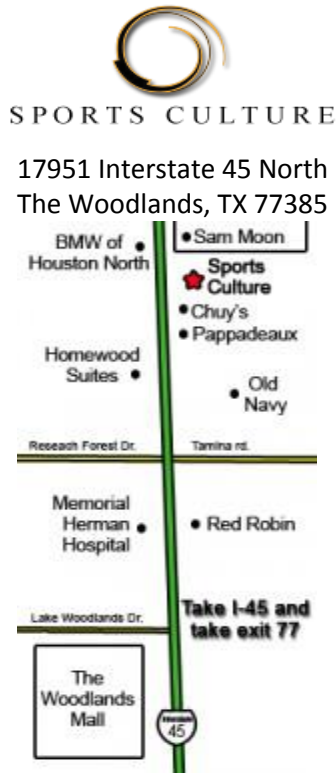 SPORTS CULTURE
17951 Interstate 45 North
The Woodlands, TX 77385
BMW of
Houston North
Sam Moon
Sports
Culture
Chuy's
Pappadeaux
Homewood
Suites
Old
Navy
Reseach Forest Dr.
Tamina rd.
Memorial
Herman
Hospital
Red Robin
Lake Woodlands Dr.
Take I-45 and
take exit 77
The
Woodlands
Mall
45